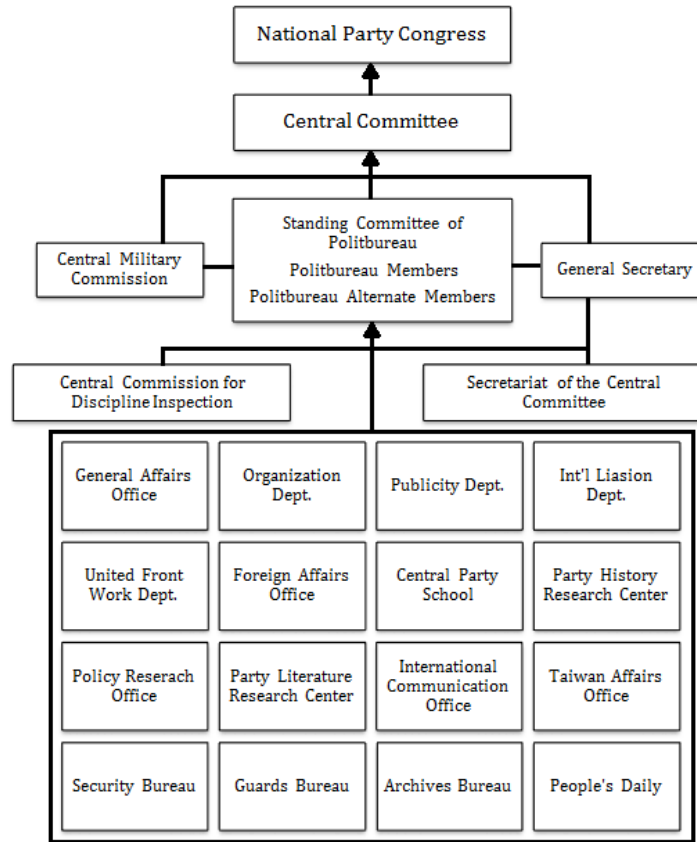 National Party Congress
Central Committee
Standing Committee of
Politbureau
Politbureau Members
Politbureau Alternate Members
Central Military
Commission
General Secretary
Central Commission for
Discipline Inspection
Secretariat of the Central
Committee
General Affairs
Office
Organization
Dept.
Publicity Dept.
Int'l Liasion
Dept.
United Front
Work Dept.
Foreign Affairs
Office
Central Party
School
Party History
Research Center
Policy Reserach
Office
Party Literature
Research Center
International
Communication
Office
Taiwan Affairs
Office
Security Bureau
Guards Bureau
Archives Bureau
People's Daily